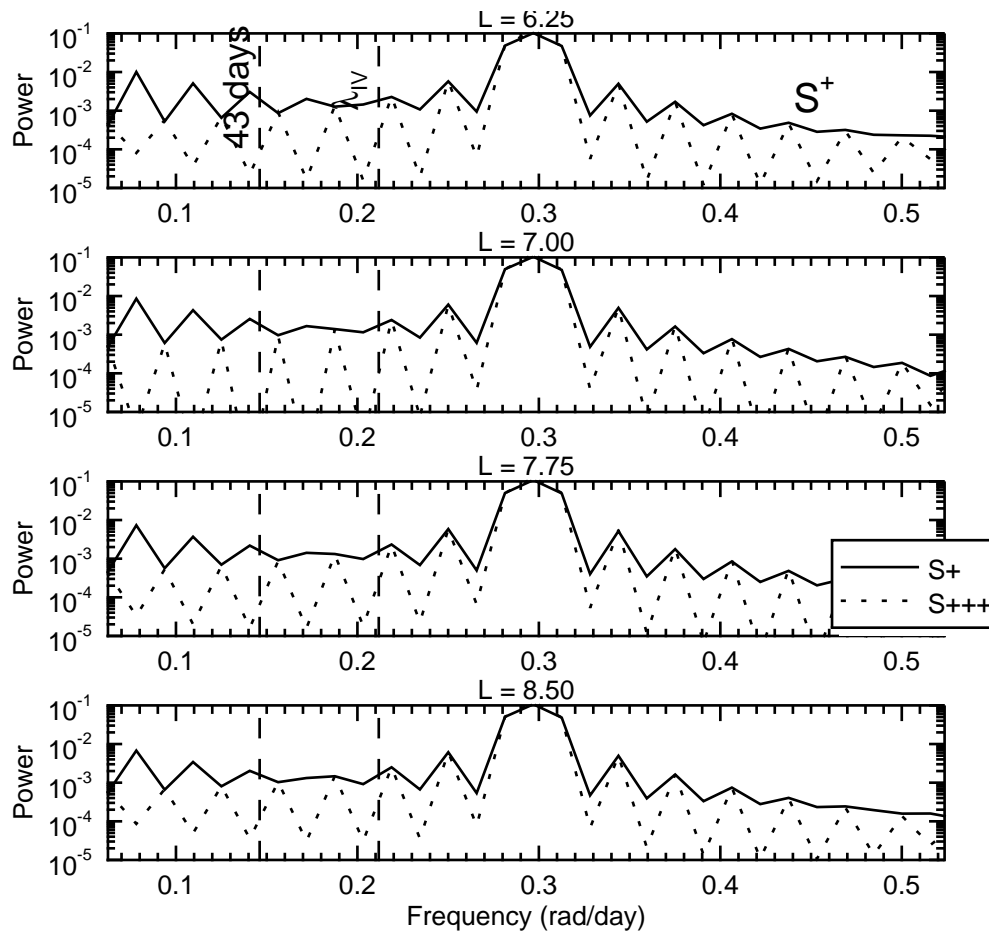 L = 6.25
Power
10-1
10-2
10-3
10-4
10-5
43 days
λIV
S+
0.1 0.2 0.3 0.4 0.5
L = 7.00
Power
10-1
10-2
10-3
10-4
10-5
0.1 0.2 0.3 0.4 0.5
L = 7.75
Power
10-1
10-2
10-3
10-4
10-5
S+
S+++
0.1 0.2 0.3 0.4 0.5
L = 8.50
Power
10-1
10-2
10-3
10-4
10-5
0.1 0.2 0.3 0.4 0.5
Frequency (rad/day)